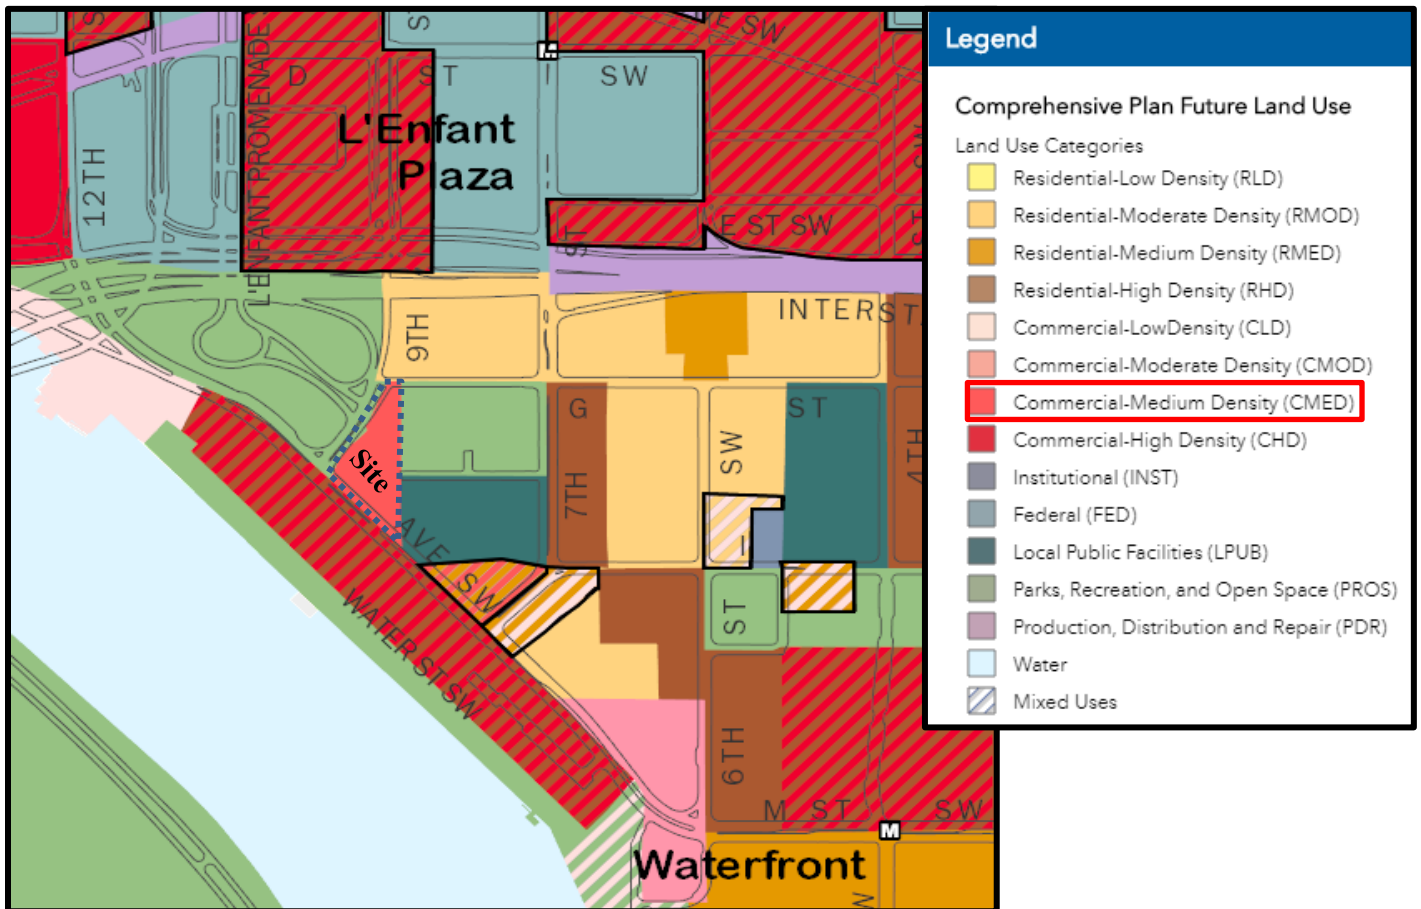 E SW
S
S
D
ST
SW
L'Enfant
Plaza
12TH
L'ENFANT PROMENADE S
SW
E ST SW
ST
ST
INTERST
9TH
G
ST
SW
4TH
7TH
Site
AVE
SW
I
ST
WATER ST SW
6TH
M ST
SW
M
Waterfront
W
Legend
Comprehensive Plan Future Land Use
Land Use Categories
Residential-Low Density (RLD)
Residential-Moderate Density (RMOD)
Residential-Medium Density (RMED)
Residential-High Density (RHD)
Commercial-LowDensity (CLD)
Commercial-Moderate Density (CMOD)
Commercial-Medium Density (CMED)
Commercial-High Density (CHD)
Institutional (INST)
Federal (FED)
Local Public Facilities (LPUB)
Parks, Recreation, and Open Space (PROS)
Production, Distribution and Repair (PDR)
Water
Mixed Uses